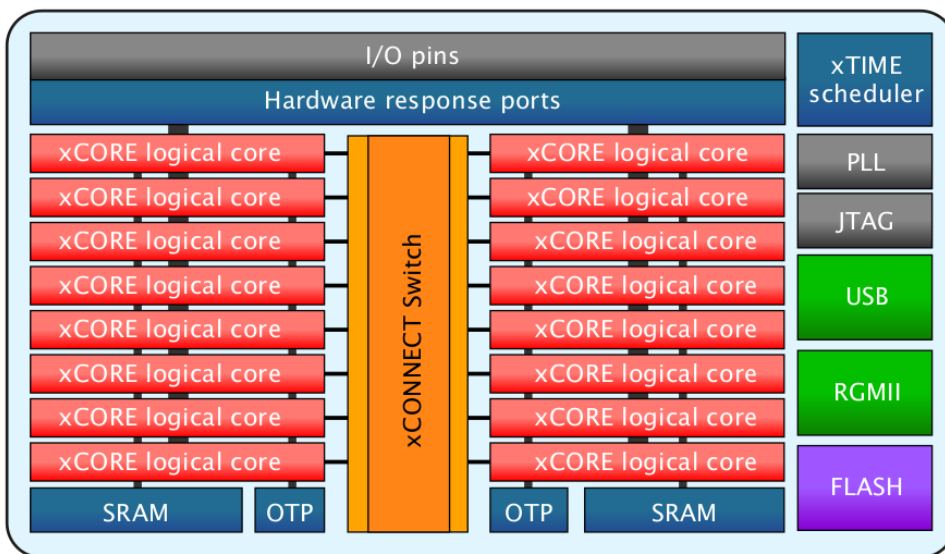 I/O pins
Hardware response ports
xTIME
scheduler
xCORE logical core
xCORE logical core
xCORE logical core
xCORE logical core
xCORE logical core
xCORE logical core
xCORE logical core
xCORE logical core
SRAM
OTP
xCONNECT Switch
xCORE logical core
xCORE logical core
xCORE logical core
xCORE logical core
xCORE logical core
xCORE logical core
xCORE logical core
xCORE logical core
OTP
SRAM
PLL
JTAG
USB
RGMII
FLASH